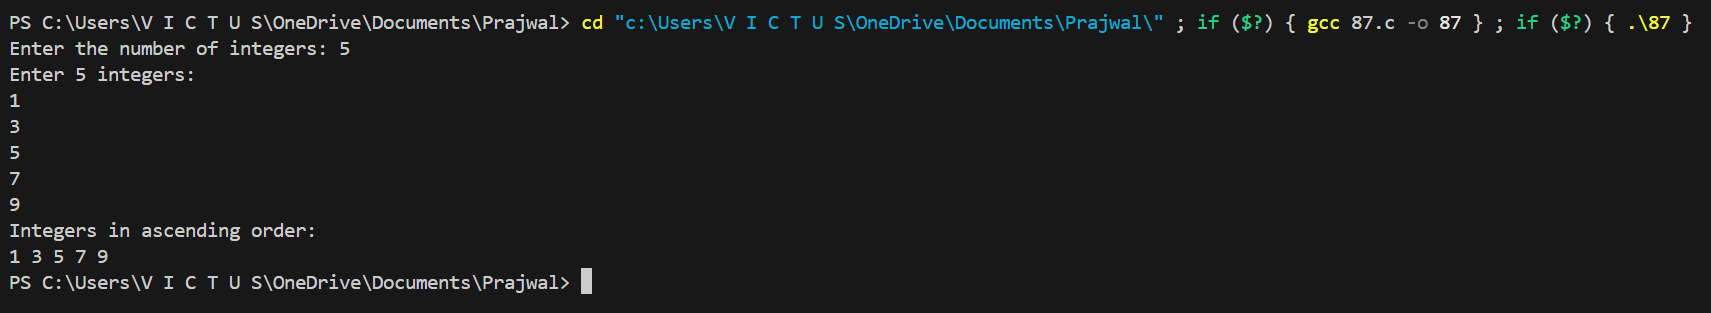 PS C:\Users\V I C T U S\OneDrive\Documents\Prajwal> cd "c:\Users\V I C T U S\OneDrive\Documents\Prajwal\" ; if ($?) { gcc 87.c -o 87 } ; if ($?) { .\87 }
Enter the number of integers: 5
Enter 5 integers:
1
3
5
7
9
Integers in ascending order:
1 3 5 7 9
PS C:\Users\V I C T U S\OneDrive\Documents\Prajwal>